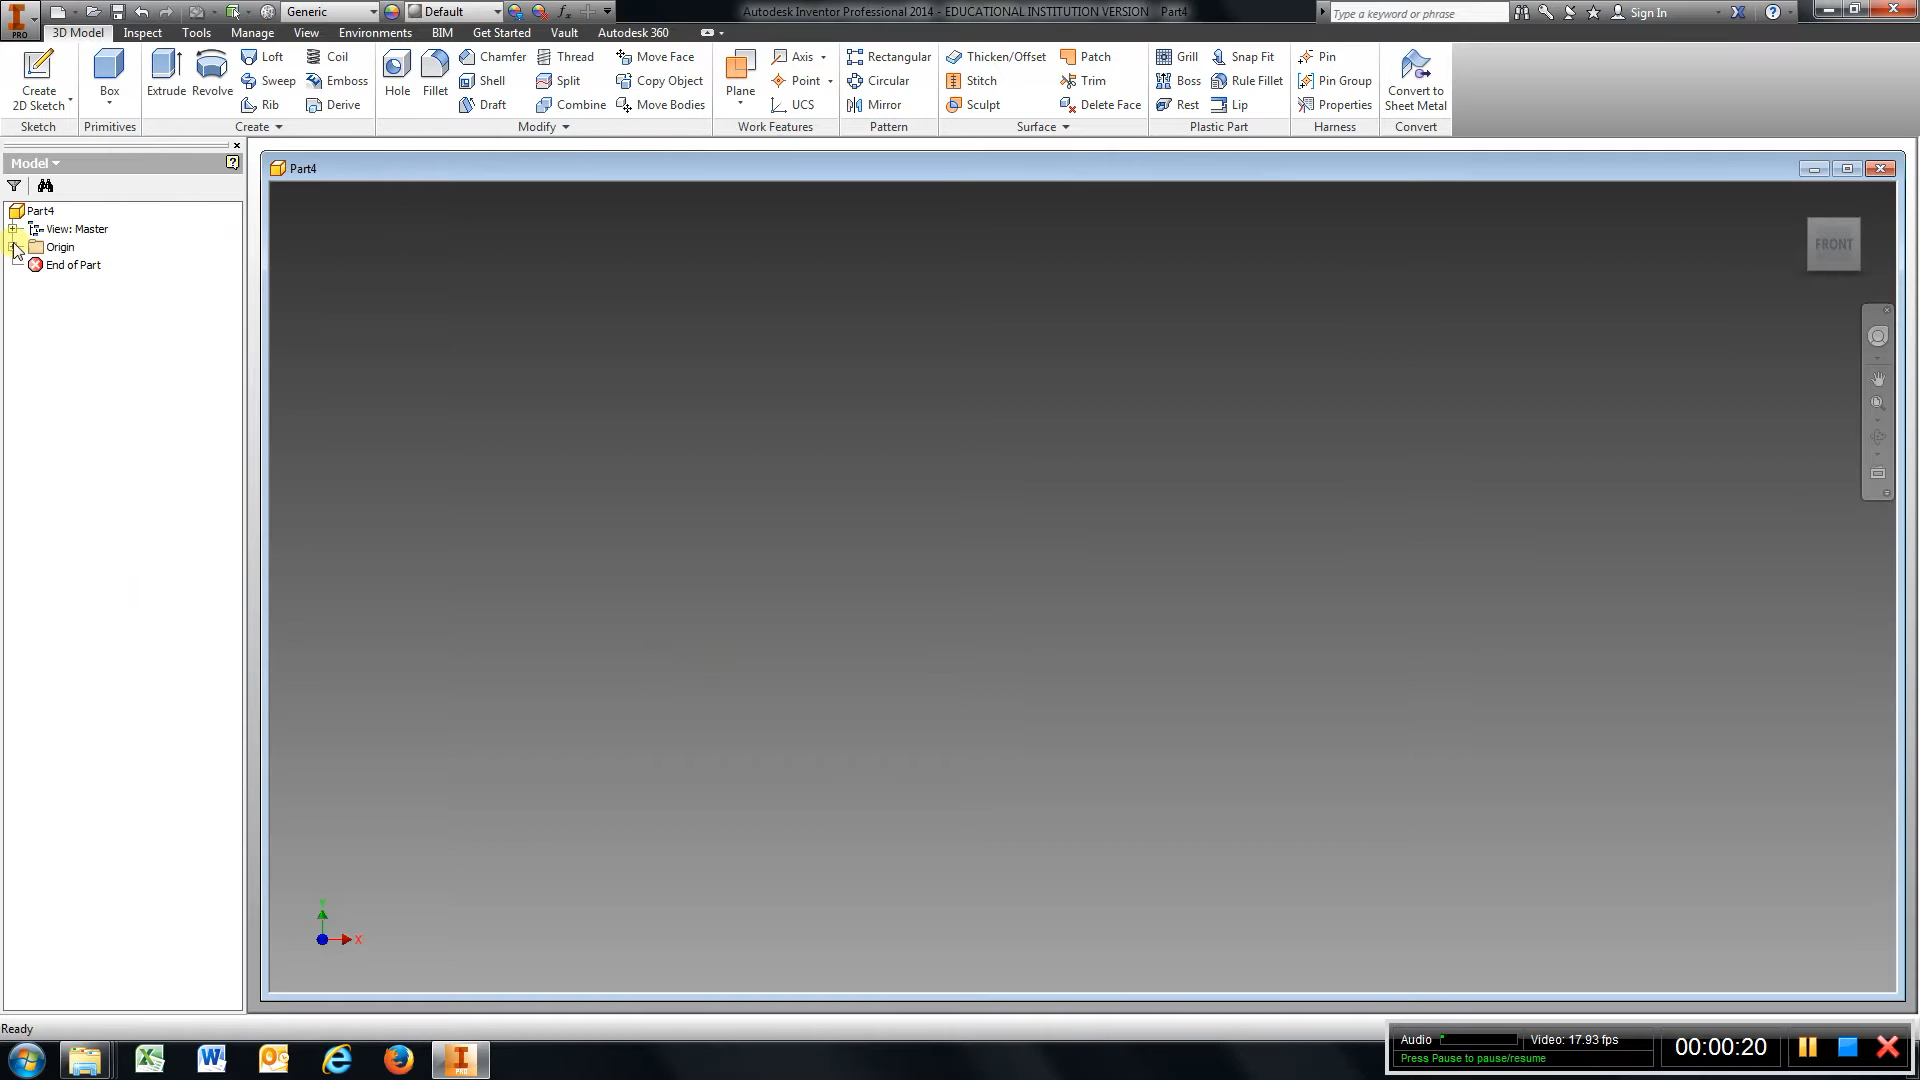 Generic Default Autodesk Inventor Professional 2014 - EDUCATIONAL INSTITUTION VERSION Part4 Type a keyword or phrase Sign In
PRO 3D Model Inspect Tools Manage View Environments BIM Get Started Vault Autodesk 360
Create
2D Sketch
Box
Extrude
Revolve
Loft
Sweep
Rib
Coil
Emboss
Derive
Hole
Fillet
Chamfer
Shell
Draft
Thread
Split
Combine
Move Face
Copy Object
Move Bodies
Plane
Axis
Point
UCS
Rectangular
Circular
Mirror
Thicken/Offset
Stitch
Sculpt
Patch
Trim
Delete Face
Grill
Boss
Rest
Snap Fit
Rule Fillet
Lip
Pin
Pin Group
Properties
Convert to
Sheet Metal
Sketch Primitives Create Modify Work Features Pattern Surface Plastic Part Harness Convert
Model
Part4
View: Master
Origin
End of Part
Part4
FRONT
Y
X
Ready
PRO
Audio Video: 17.93 fps
Press Pause to pause/resume
00:00:20